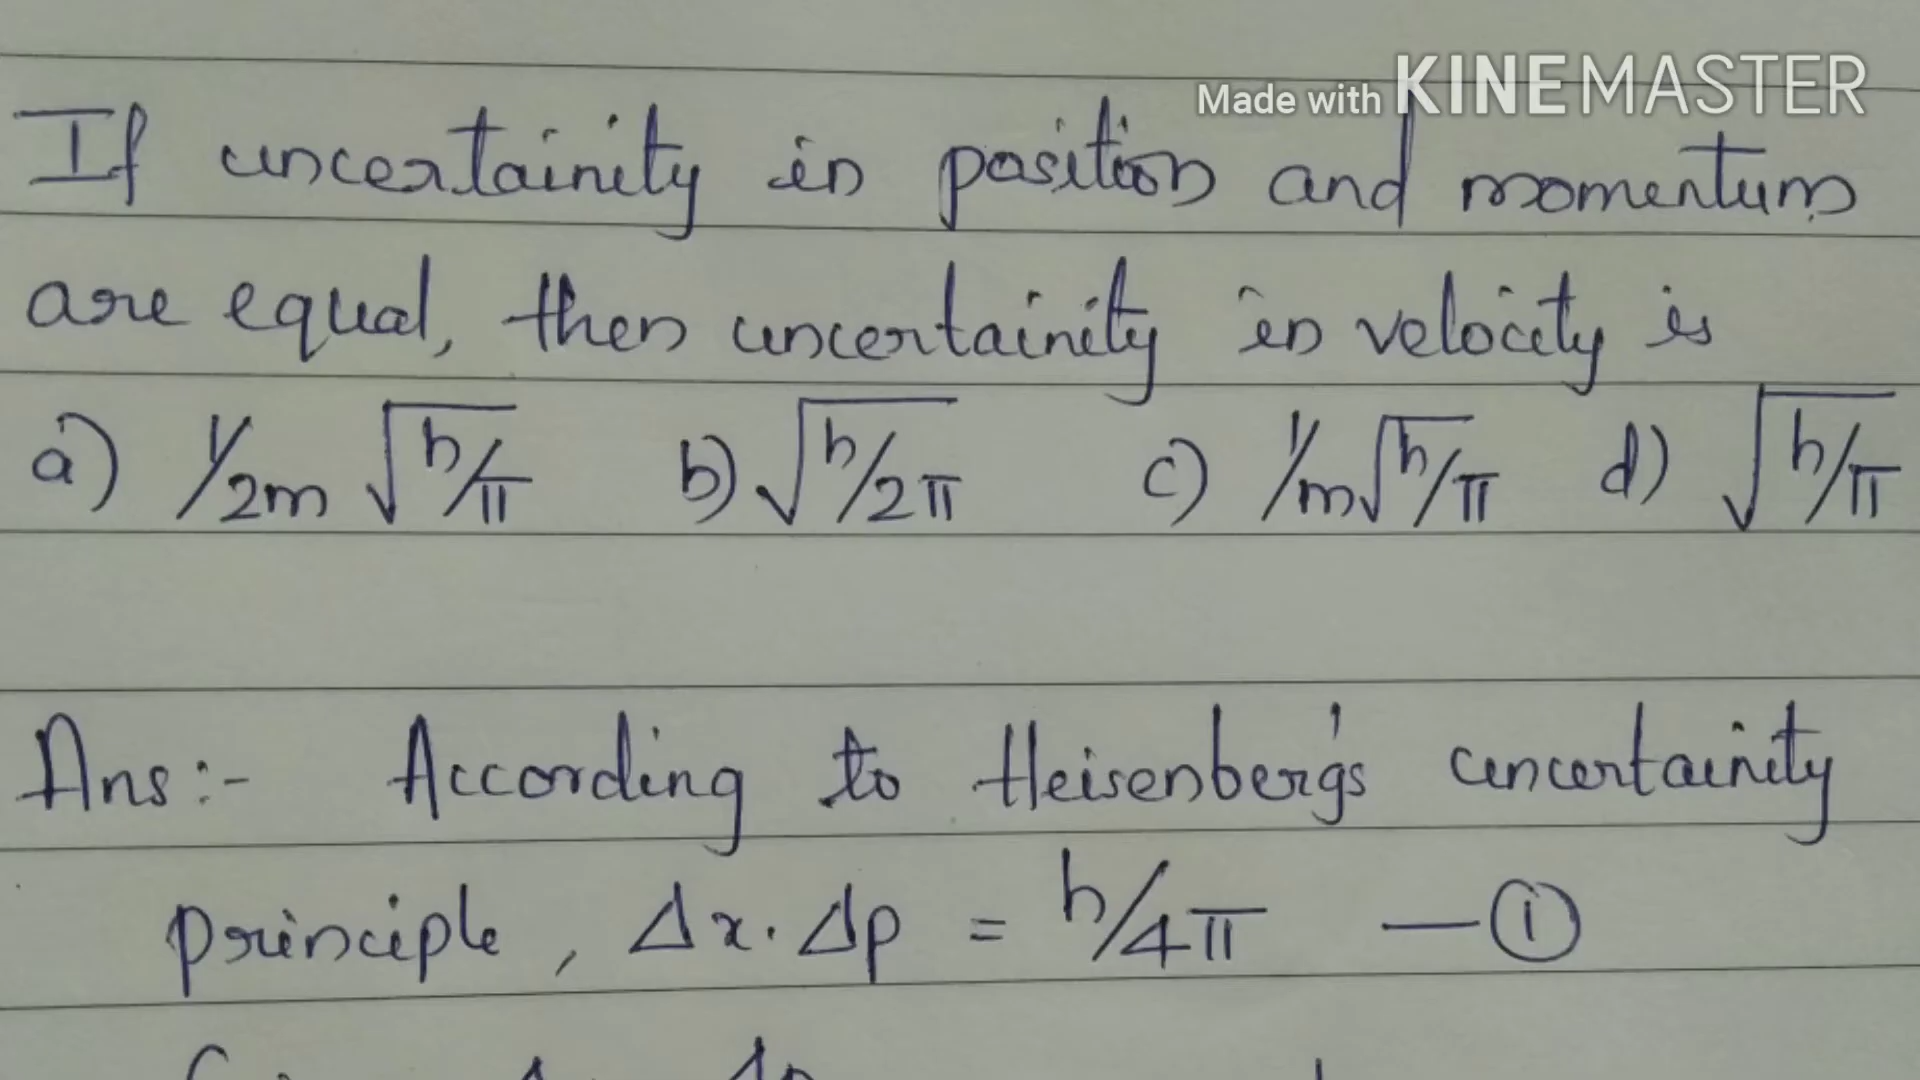 Made with KINEMASTER
If uncertainity in position and momentum
are equal, then uncertainity in velocity is
a) 1/2m √h/π b) √h/2π c) 1/m√h/π d) √h/π
Ans:- According to Heisenberg's uncertainity
principle, Δx. Δp = h/4π — ①